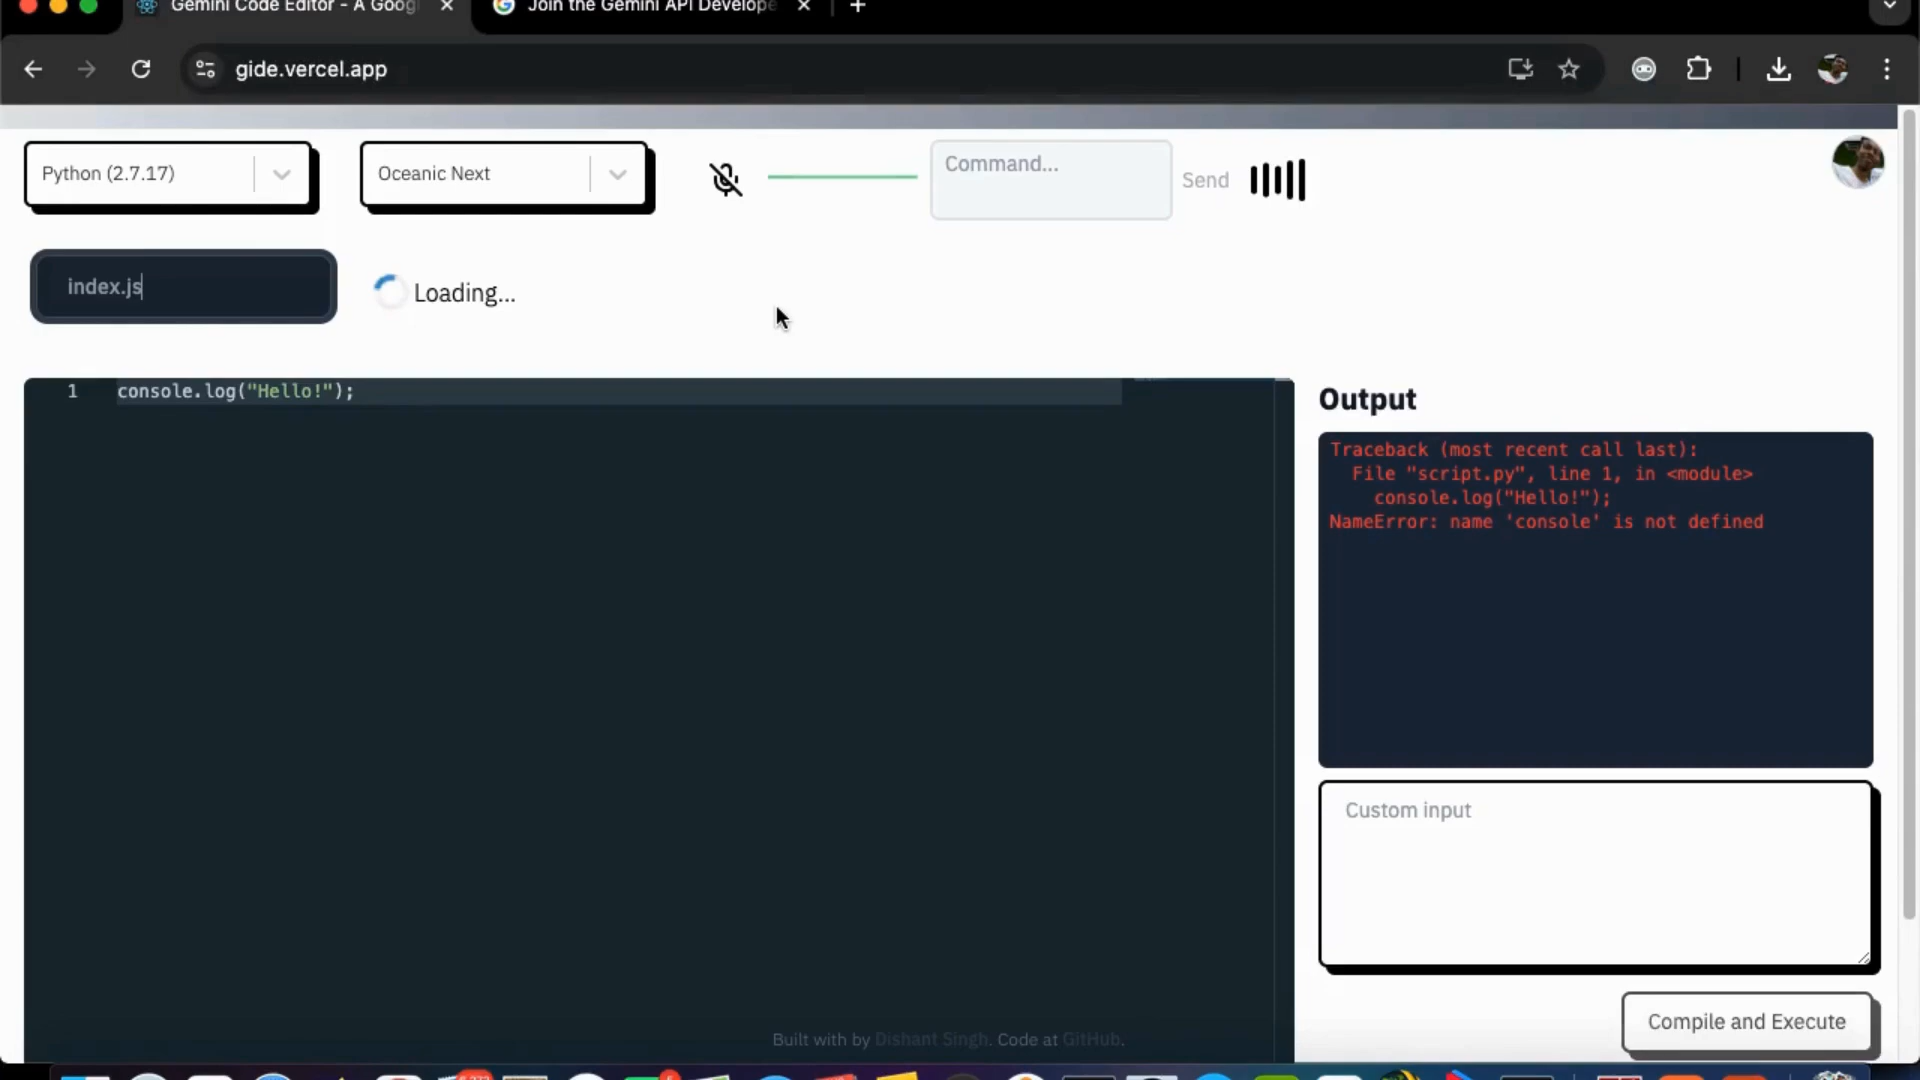 Gemini Code Editor - A Goog
Join the Gemini API Develope
gide.vercel.app
Python (2.7.17)
Oceanic Next
Command...
Send
index.js
Loading...
1 console.log("Hello!");
Output
Traceback (most recent call last):
File "script.py", line 1, in <module>
console.log("Hello!");
NameError: name 'console' is not defined
Custom input
Compile and Execute
Built with by Dishant Singh. Code at GitHub.